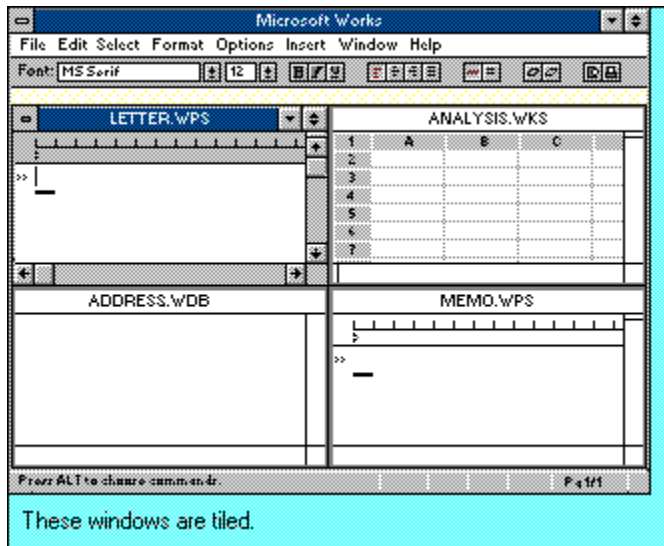 Microsoft Works
File Edit Select Format Options Insert Window Help
Font: MS Serif 12 B I U
LETTER.WPS
ANALYSIS.WKS
1 A B C
2
3
4
5
6
7
>>
ADDRESS.WDB
MEMO.WPS
>>
Press ALT to choose commands. Pg 1/1
These windows are tiled.